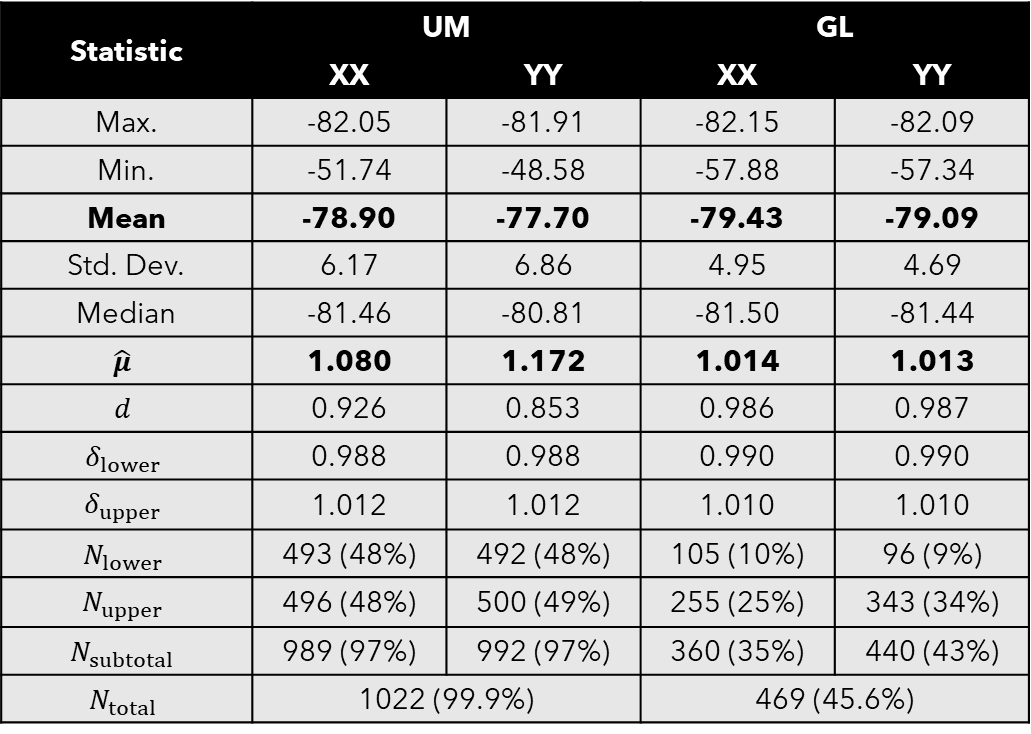 Statistic UM GL
XX YY XX YY
Max. -82.05 -81.91 -82.15 -82.09
Min. -51.74 -48.58 -57.88 -57.34
Mean -78.90 -77.70 -79.43 -79.09
Std. Dev. 6.17 6.86 4.95 4.69
Median -81.46 -80.81 -81.50 -81.44
μ̂ 1.080 1.172 1.014 1.013
d 0.926 0.853 0.986 0.987
δlower 0.988 0.988 0.990 0.990
δupper 1.012 1.012 1.010 1.010
Nlower 493 (48%) 492 (48%) 105 (10%) 96 (9%)
Nupper 496 (48%) 500 (49%) 255 (25%) 343 (34%)
Nsubtotal 989 (97%) 992 (97%) 360 (35%) 440 (43%)
Ntotal 1022 (99.9%) 469 (45.6%)